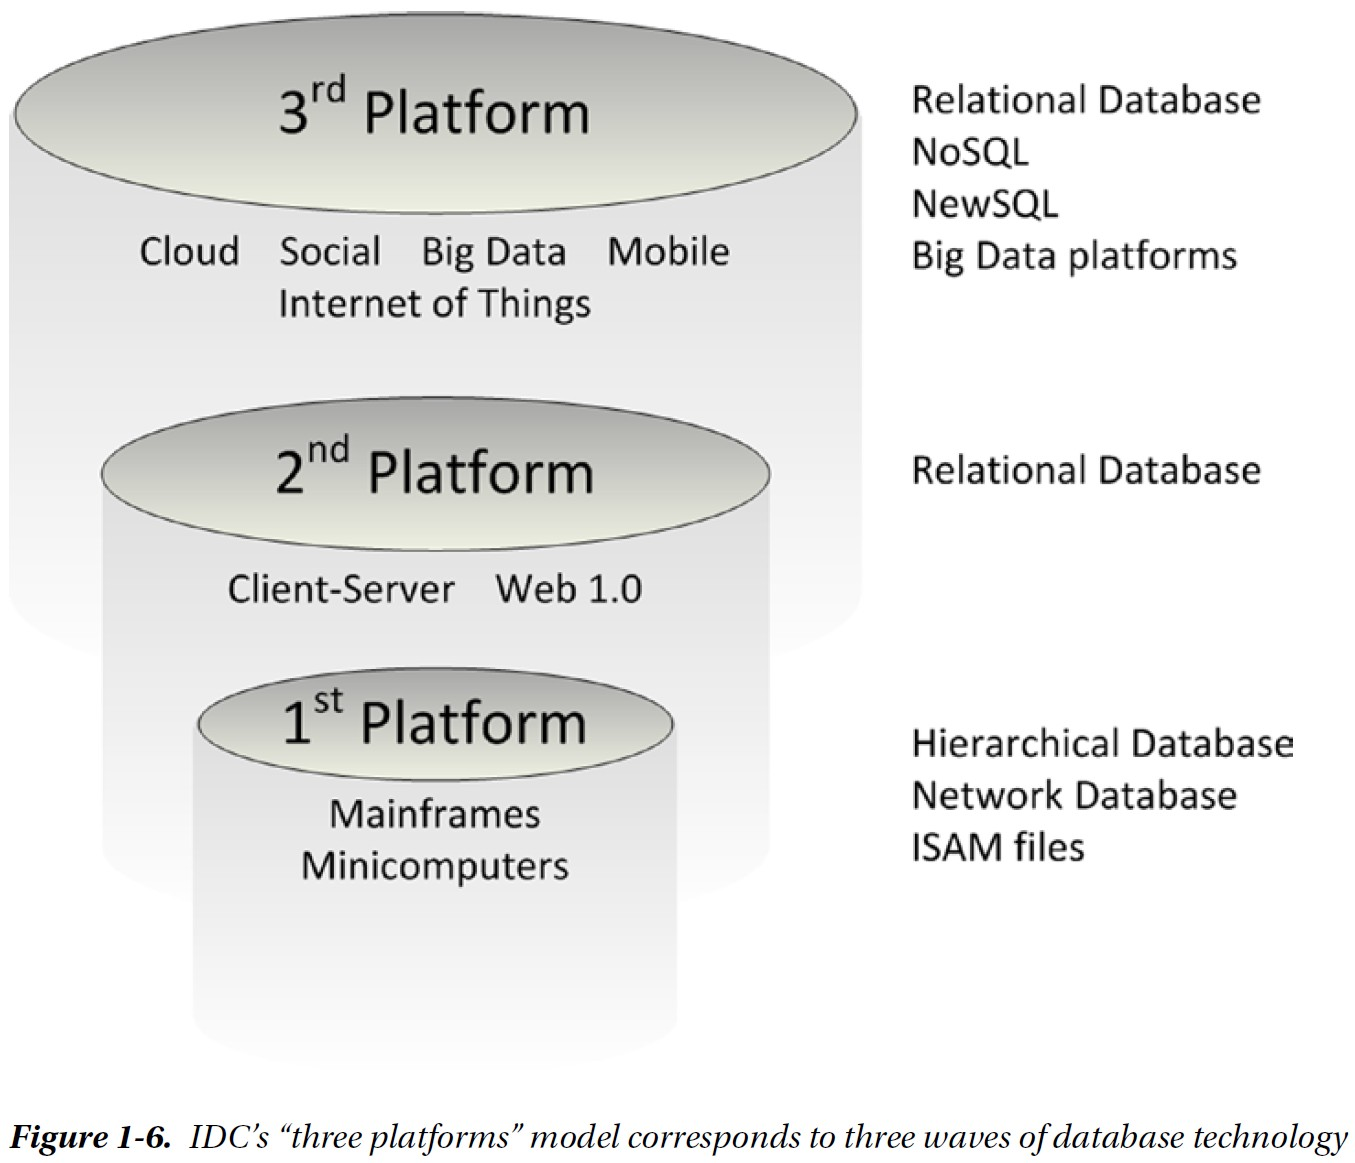 3rd Platform
Relational Database
NoSQL
NewSQL
Big Data platforms
Cloud Social Big Data Mobile
Internet of Things
2nd Platform
Relational Database
Client-Server Web 1.0
1st Platform
Hierarchical Database
Network Database
ISAM files
Mainframes
Minicomputers
Figure 1-6. IDC’s “three platforms” model corresponds to three waves of database technology